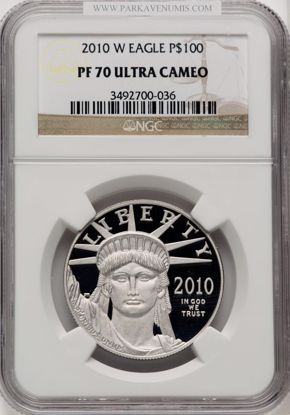 WWW.PARKAVENUMIS.COM
2010 W EAGLE P$100
PF 70 ULTRA CAMEO
3492700-036
NGC
LIBERTY
2010
IN GOD
WE
TRUST